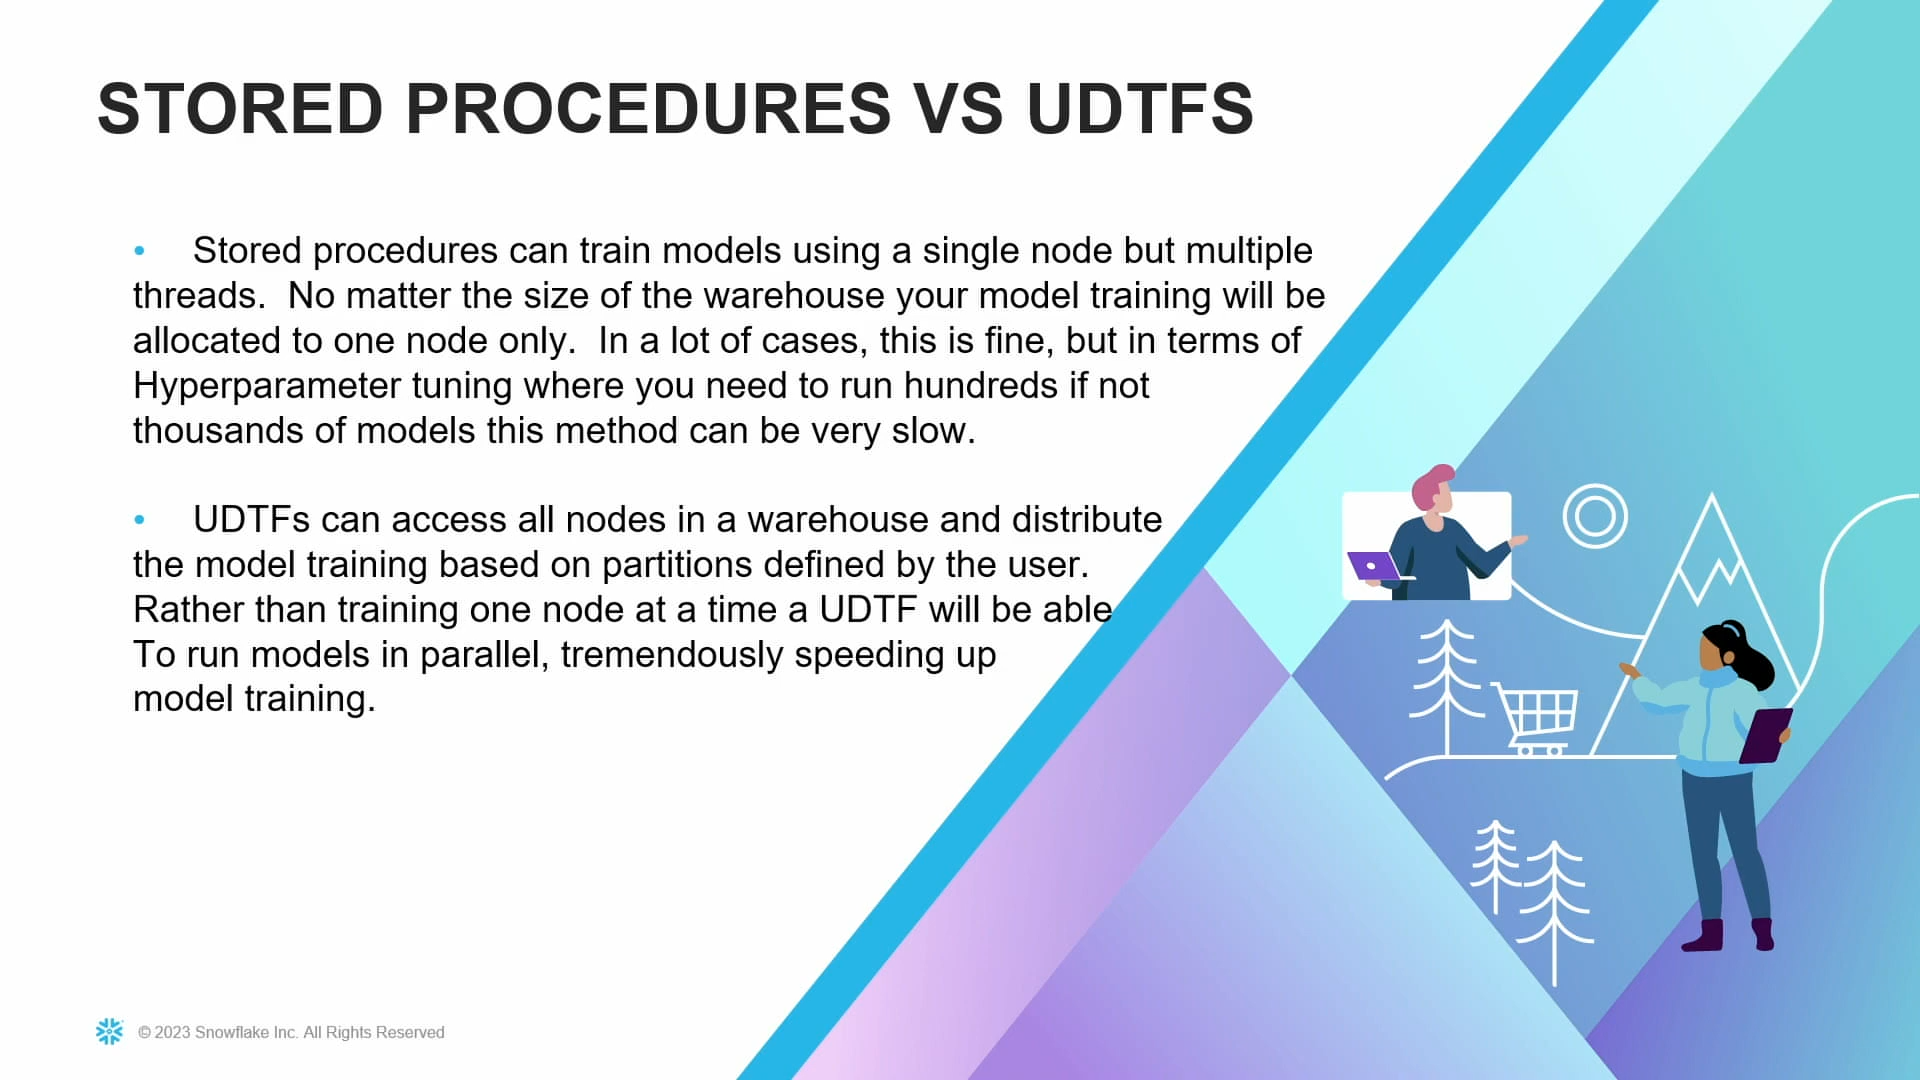 STORED PROCEDURES VS UDTFS
• Stored procedures can train models using a single node but multiple
threads.  No matter the size of the warehouse your model training will be
allocated to one node only.  In a lot of cases, this is fine, but in terms of
Hyperparameter tuning where you need to run hundreds if not
thousands of models this method can be very slow.
• UDTFs can access all nodes in a warehouse and distribute
the model training based on partitions defined by the user.
Rather than training one node at a time a UDTF will be able
To run models in parallel, tremendously speeding up
model training.
© 2023 Snowflake Inc. All Rights Reserved